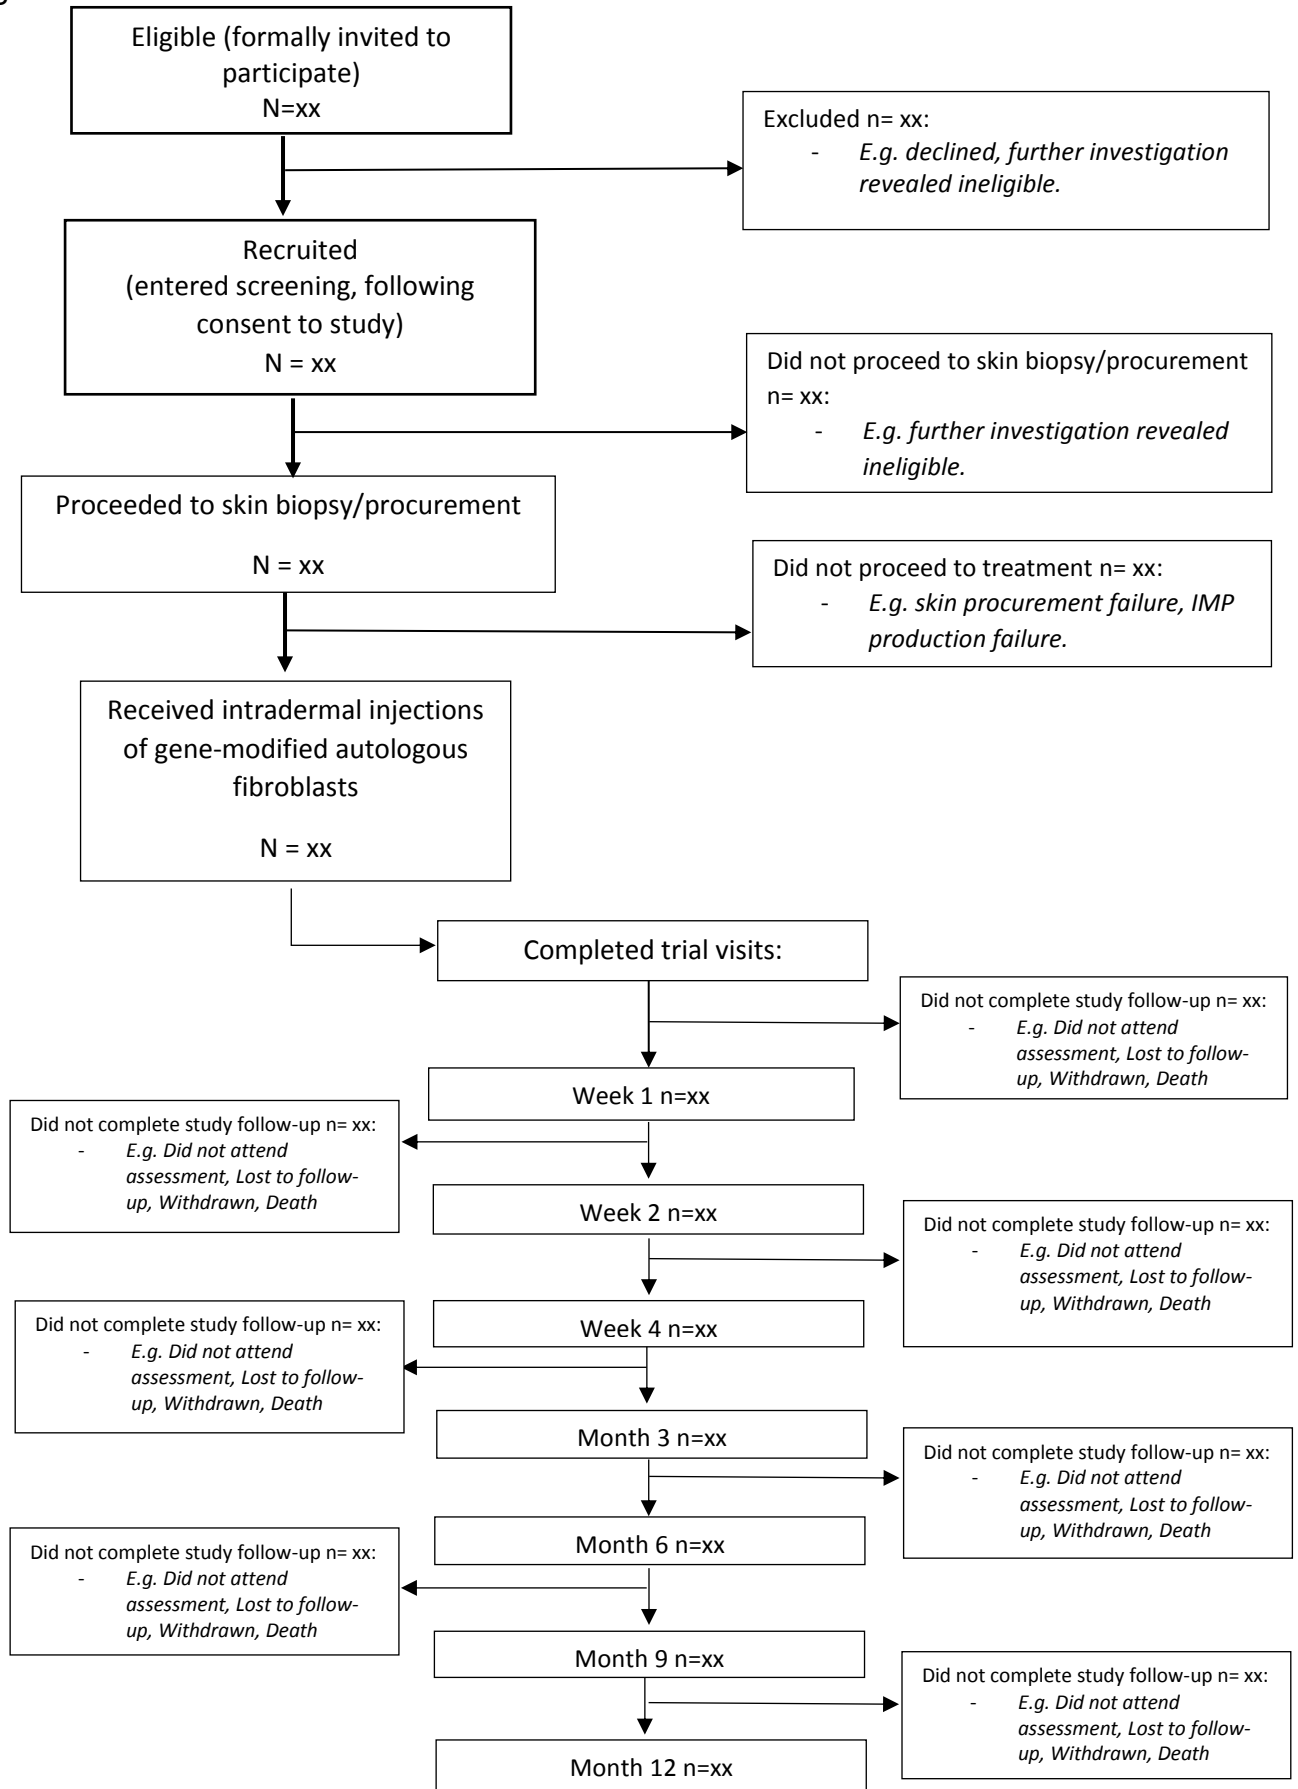 Eligible (formally invited to
participate)
N=xx
Excluded n= xx:
- E.g. declined, further investigation
revealed ineligible.
Recruited
(entered screening, following
consent to study)
N = xx
Did not proceed to skin biopsy/procurement
n= xx:
- E.g. further investigation revealed
ineligible.
Proceeded to skin biopsy/procurement
N = xx
Did not proceed to treatment n= xx:
- E.g. skin procurement failure, IMP
production failure.
Received intradermal injections
of gene-modified autologous
fibroblasts
N = xx
Completed trial visits:
Did not complete study follow-up n= xx:
- E.g. Did not attend
assessment, Lost to follow-
up, Withdrawn, Death
Week 1 n=xx
Did not complete study follow-up n= xx:
- E.g. Did not attend
assessment, Lost to follow-
up, Withdrawn, Death
Week 2 n=xx
Did not complete study follow-up n= xx:
- E.g. Did not attend
assessment, Lost to follow-
up, Withdrawn, Death
Week 4 n=xx
Did not complete study follow-up n= xx:
- E.g. Did not attend
assessment, Lost to follow-
up, Withdrawn, Death
Month 3 n=xx
Did not complete study follow-up n= xx:
- E.g. Did not attend
assessment, Lost to follow-
up, Withdrawn, Death
Month 6 n=xx
Did not complete study follow-up n= xx:
- E.g. Did not attend
assessment, Lost to follow-
up, Withdrawn, Death
Month 9 n=xx
Did not complete study follow-up n= xx:
- E.g. Did not attend
assessment, Lost to follow-
up, Withdrawn, Death
Month 12 n=xx